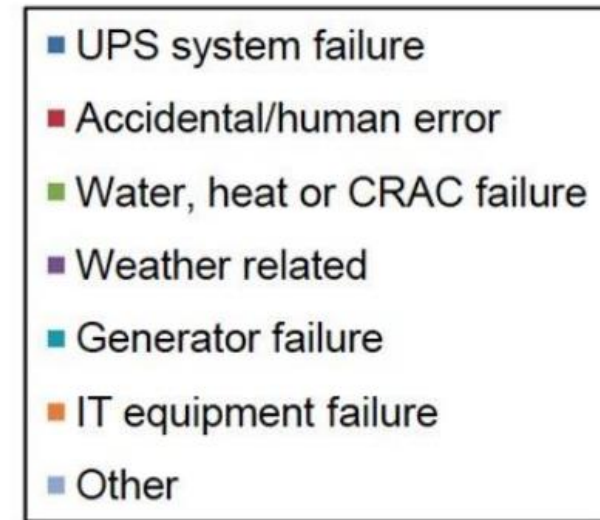 UPS system failure
Accidental/human error
Water, heat or CRAC failure
Weather related
Generator failure
IT equipment failure
Other